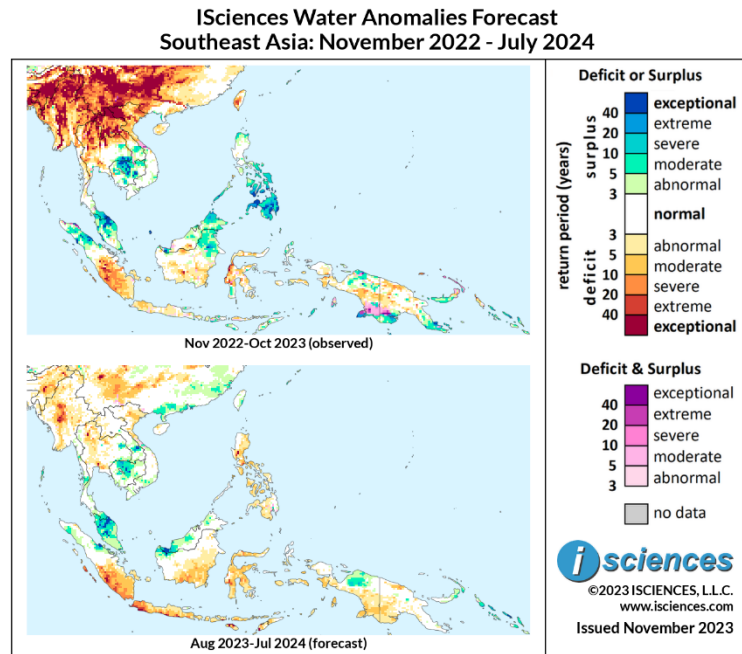 ISciences Water Anomalies Forecast
Southeast Asia: November 2022 - July 2024
Nov 2022-Oct 2023 (observed)
Aug 2023-Jul 2024 (forecast)
Deficit or Surplus
return period (years)
surplus
deficit
40
20
10
5
3
3
5
10
20
40
exceptional
extreme
severe
moderate
abnormal
normal
abnormal
moderate
severe
extreme
exceptional
Deficit & Surplus
40
20
10
5
3
exceptional
extreme
severe
moderate
abnormal
no data
i sciences
©2023 ISCIENCES, L.L.C.
www.isciences.com
Issued November 2023